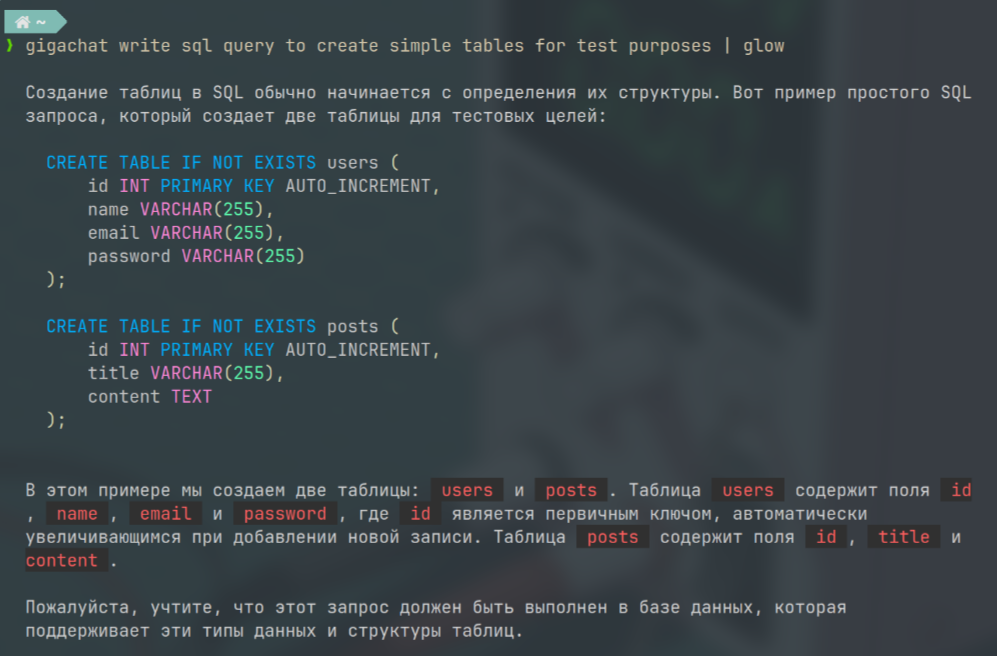 ~
❯ gigachat write sql query to create simple tables for test purposes | glow
Создание таблиц в SQL обычно начинается с определения их структуры. Вот пример простого SQL
запроса, который создает две таблицы для тестовых целей:
CREATE TABLE IF NOT EXISTS users (
    id INT PRIMARY KEY AUTO_INCREMENT,
    name VARCHAR(255),
    email VARCHAR(255),
    password VARCHAR(255)
);
CREATE TABLE IF NOT EXISTS posts (
    id INT PRIMARY KEY AUTO_INCREMENT,
    title VARCHAR(255),
    content TEXT
);
В этом примере мы создаем две таблицы: users и posts . Таблица users содержит поля id
, name , email и password , где id является первичным ключом, автоматически
увеличивающимся при добавлении новой записи. Таблица posts содержит поля id , title и
content .
Пожалуйста, учтите, что этот запрос должен быть выполнен в базе данных, которая
поддерживает эти типы данных и структуры таблиц.